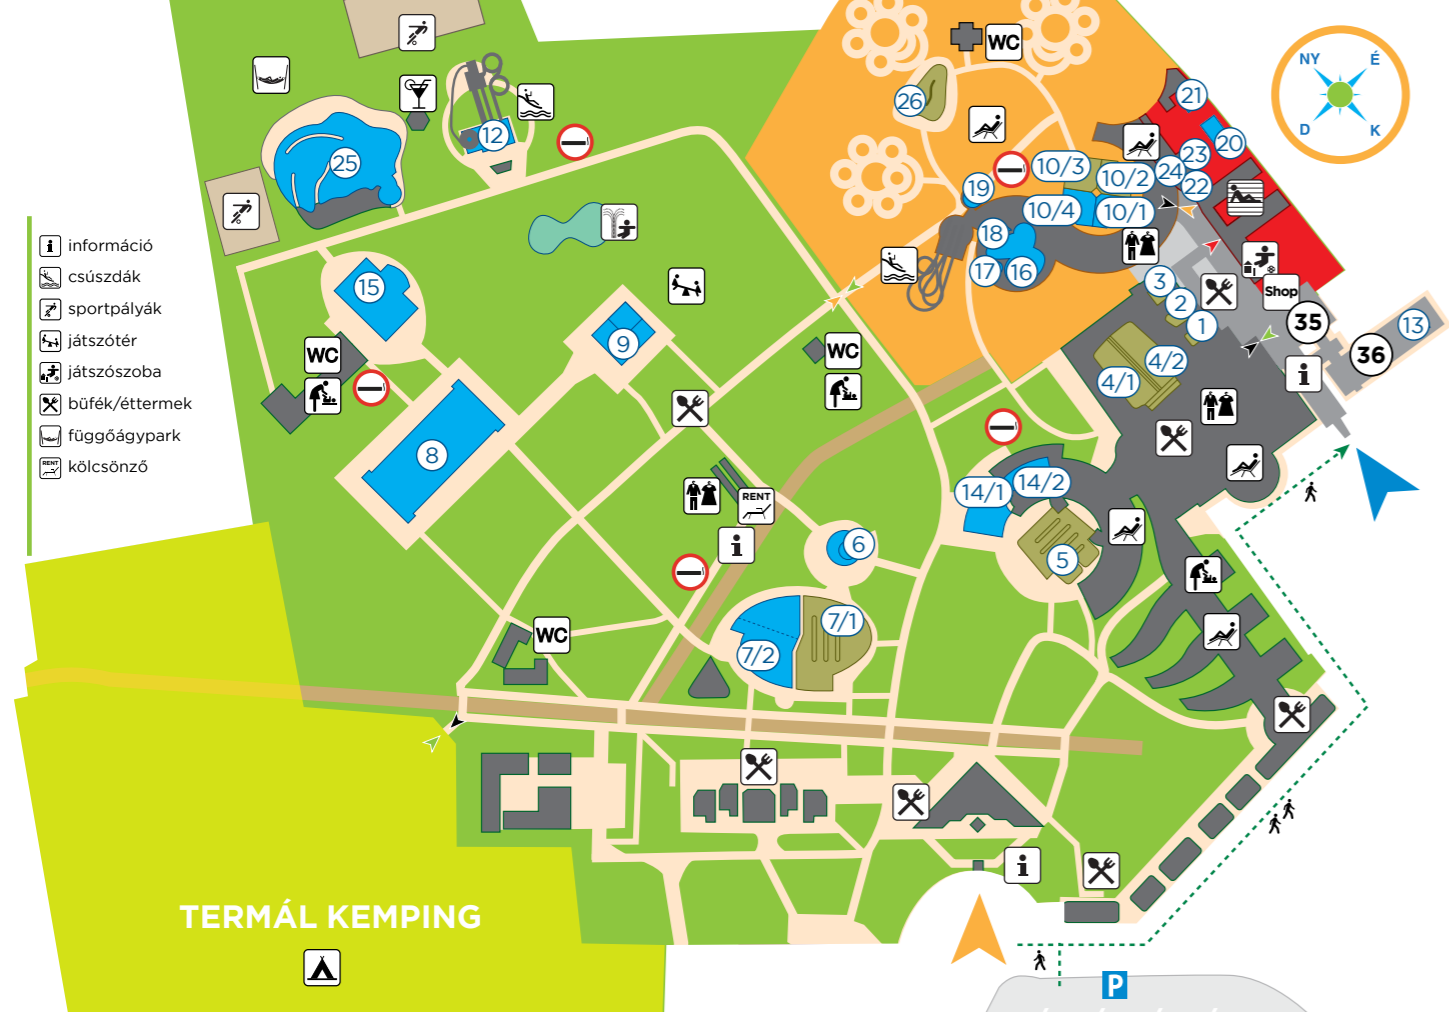 WC
NY
É
D
K
21
26
12
20
25
23
10/3
24
10/2
22
19
10/4
10/1
18
információ
17
16
csúszdák
3
15
Shop
sportpályák
2
35
13
1
játszótér
9
36
WC
WC
4/2
játszószoba
4/1
büfék/éttermek
függőágypark
8
kölcsönző
RENT
14/2
14/1
RENT
6
5
7/1
WC
7/2
TERMÁL KEMPING
P